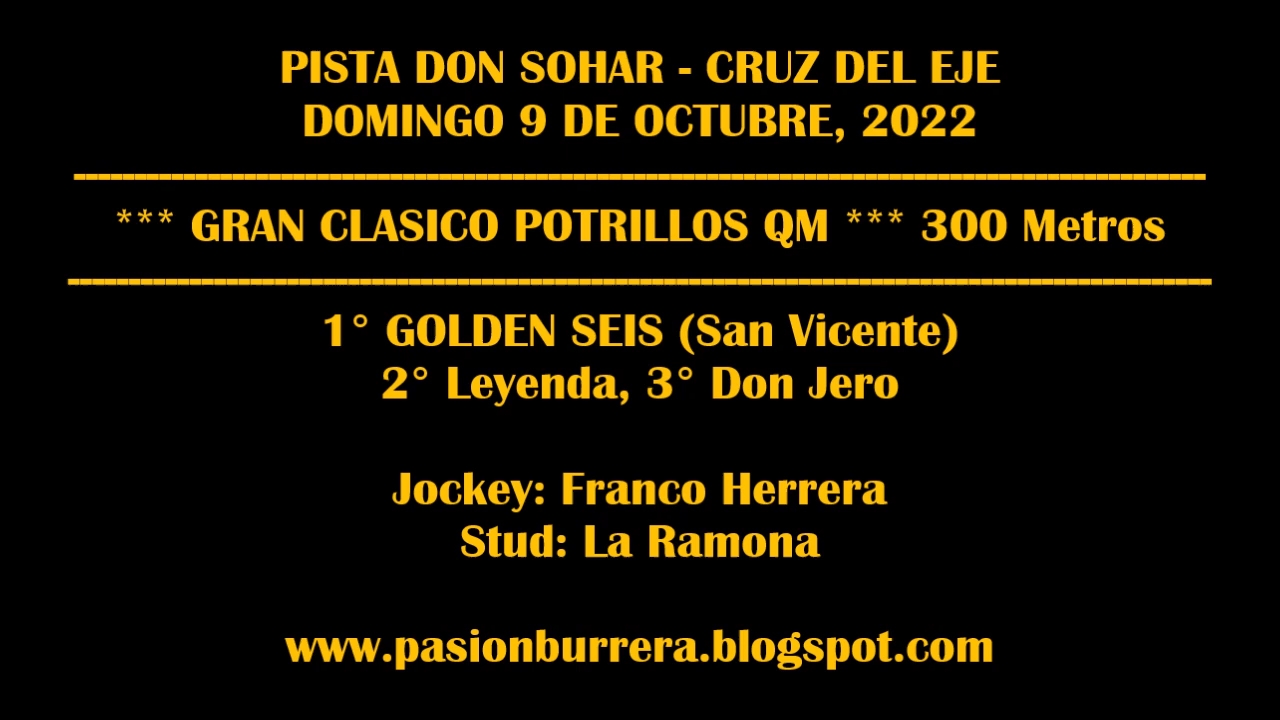 PISTA DON SOHAR - CRUZ DEL EJE
DOMINGO 9 DE OCTUBRE, 2022
*** GRAN CLASICO POTRILLOS QM *** 300 Metros
1° GOLDEN SEIS (San Vicente)
2° Leyenda, 3° Don Jero
Jockey: Franco Herrera
Stud: La Ramona
www.pasionburrera.blogspot.com